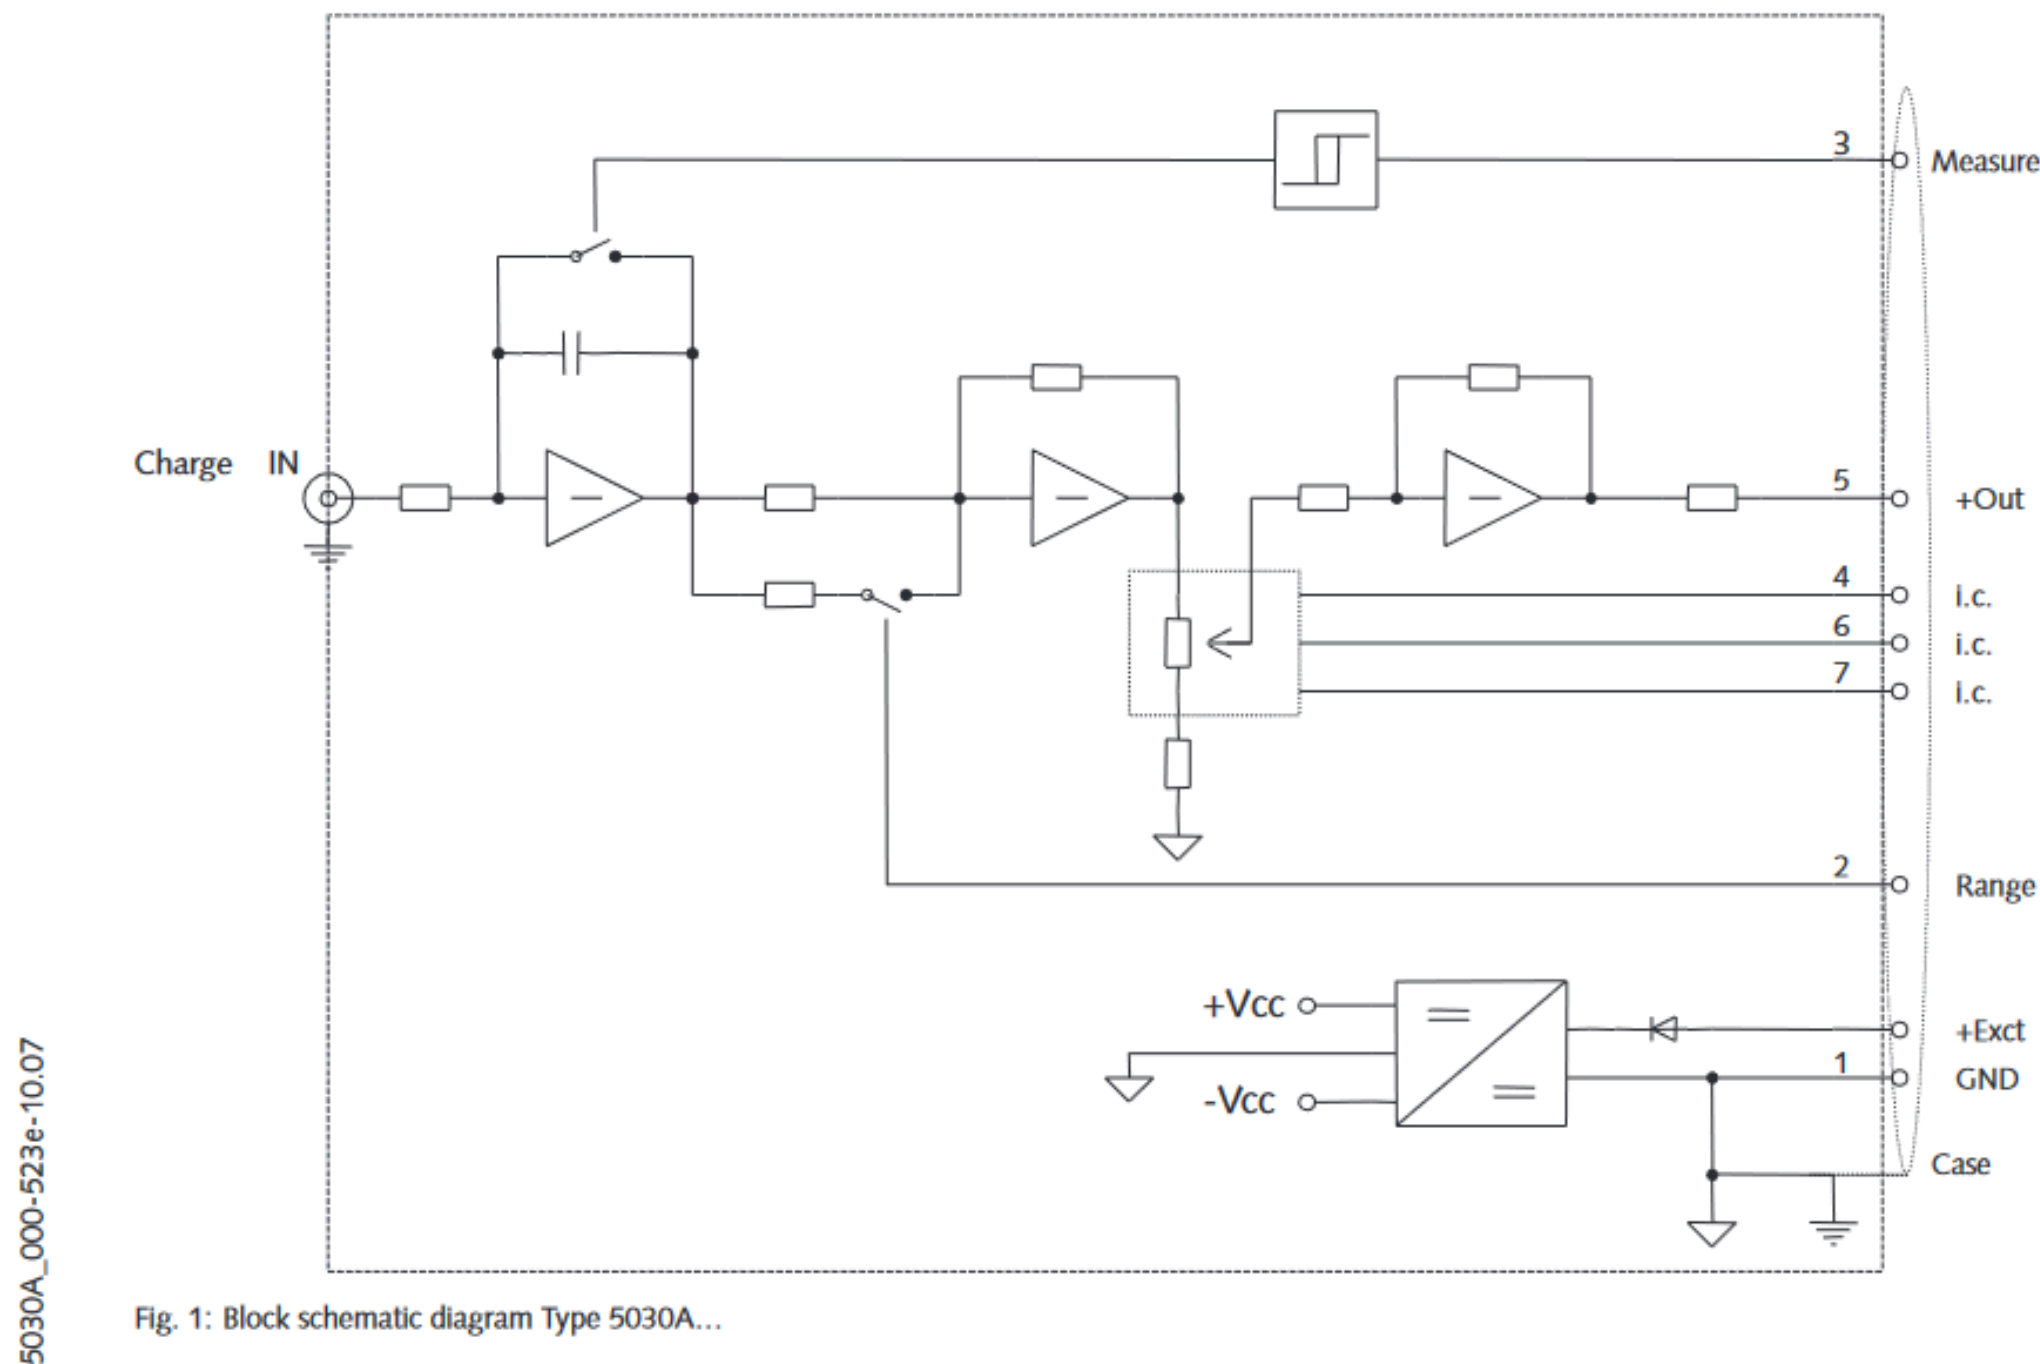 3
Measure
Charge IN
5
+Out
4
i.c.
6
i.c.
7
i.c.
2
Range
+Vcc
+Exct
1
GND
-Vcc
Case
5030A_000-523e-10.07
Fig. 1: Block schematic diagram Type 5030A...